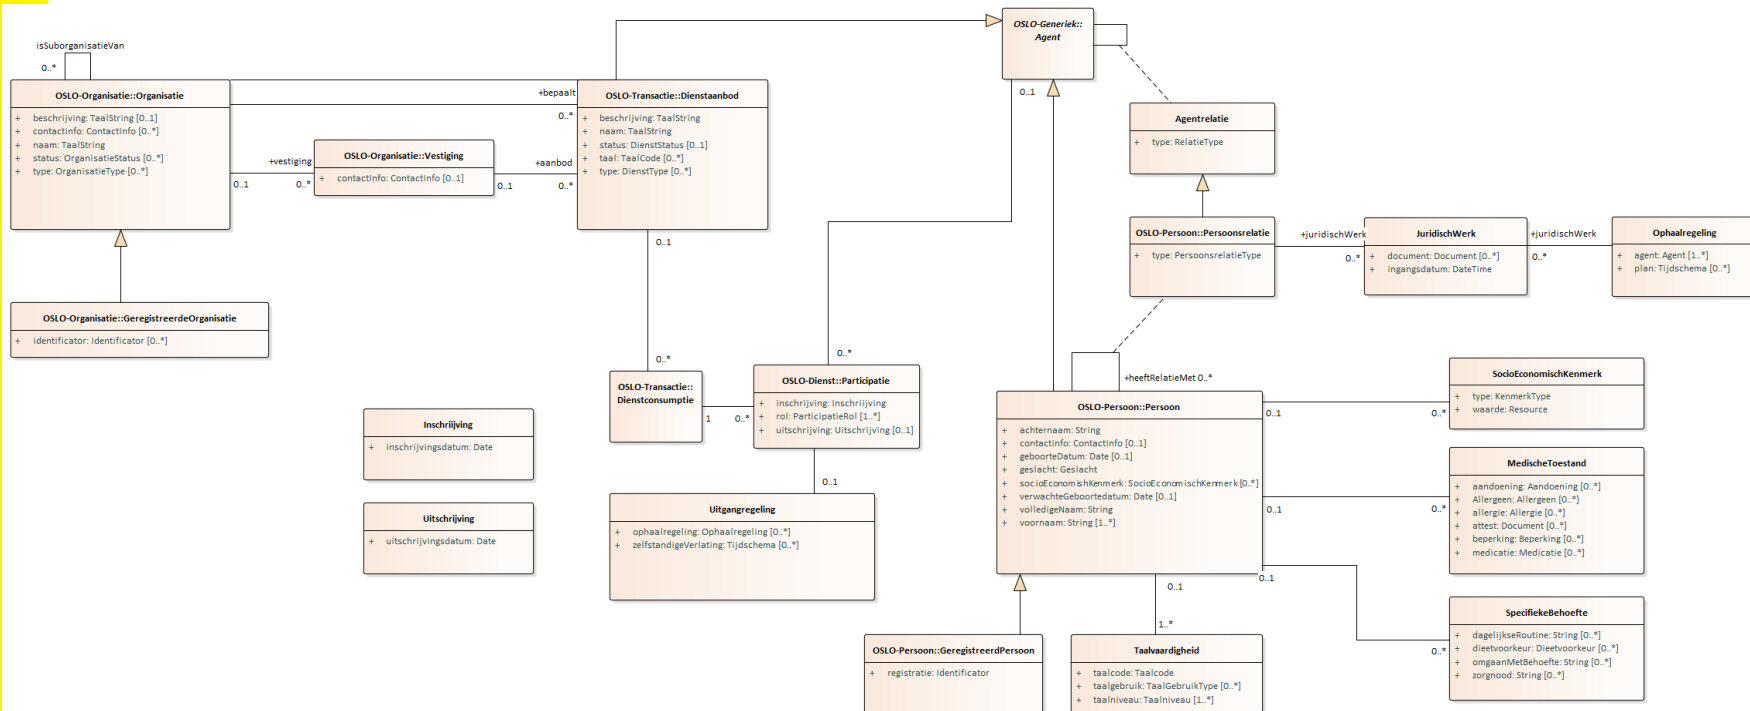 isSuborganisatieVan
0..*
OSLO-Organisatie::Organisatie
+ beschrijving: TaalString [0..1]
+ contactinfo: ContactInfo [0..*]
+ naam: TaalString
+ status: OrganisatieStatus [0..*]
+ type: OrganisatieType [0..*]
+bepaalt
0..*
+vestiging
0..1
0..*
OSLO-Organisatie::Vestiging
+ contactinfo: ContactInfo [0..1]
+aanbod
0..1
0..*
OSLO-Transactie::Dienstaanbod
+ beschrijving: TaalString
+ naam: TaalString
+ status: DienstStatus [0..1]
+ taal: TaalCode [0..*]
+ type: DienstType [0..*]
OSLO-Generiek::
Agent
0..1
Agentrelatie
+ type: RelatieType
OSLO-Persoon::Persoonsrelatie
+ type: PersoonsrelatieType
+juridischWerk
0..*
JuridischWerk
+ document: Document [0..*]
+ ingangsdatum: DateTime
+juridischWerk
0..*
Ophaalregeling
+ agent: Agent [1..*]
+ plan: Tijdschema [0..*]
OSLO-Organisatie::GeregistreerdeOrganisatie
+ identificator: Identificator [0..*]
0..1
0..*
OSLO-Transactie::
Dienstconsumptie
1
0..*
0..*
OSLO-Dienst::Participatie
+ inschrijving: Inschriijving
+ rol: ParticipatieRol [1..*]
+ uitschrijving: Uitschrijving [0..1]
0..1
Uitgangregeling
+ ophaalregeling: Ophaalregeling [0..*]
+ zelfstandigeVerlating: Tijdschema [0..*]
Inschriijving
+ inschrijvingsdatum: Date
Uitschrijving
+ uitschrijvingsdatum: Date
+heeftRelatieMet 0..*
OSLO-Persoon::Persoon
+ achternaam: String
+ contactinfo: ContactInfo [0..1]
+ geboorteDatum: Date [0..1]
+ geslacht: Geslacht
+ socioEconomishKenmerk: SocioEconomischKenmerk [0..*]
+ verwachteGeboortedatum: Date [0..1]
+ volledigeNaam: String
+ voornaam: String [1..*]
0..1
0..*
SocioEconomischKenmerk
+ type: KenmerkType
+ waarde: Resource
0..1
0..*
MedischeToestand
+ aandoening: Aandoening [0..*]
+ Allergeen: Allergeen [0..*]
+ allergie: Allergie [0..*]
+ attest: Document [0..*]
+ beperking: Beperking [0..*]
+ medicatie: Medicatie [0..*]
0..1
0..*
SpecifiekeBehoefte
+ dagelijkseRoutine: String [0..*]
+ dieetvoorkeur: Dieetvoorkeur [0..*]
+ omgaanMetBehoefte: String [0..*]
+ zorgnood: String [0..*]
OSLO-Persoon::GeregistreerdPersoon
+ registratie: Identificator
0..1
1..*
Taalvaardigheid
+ taalcode: Taalcode
+ taalgebruik: TaalGebruikType [0..*]
+ taalniveau: Taalniveau [1..*]